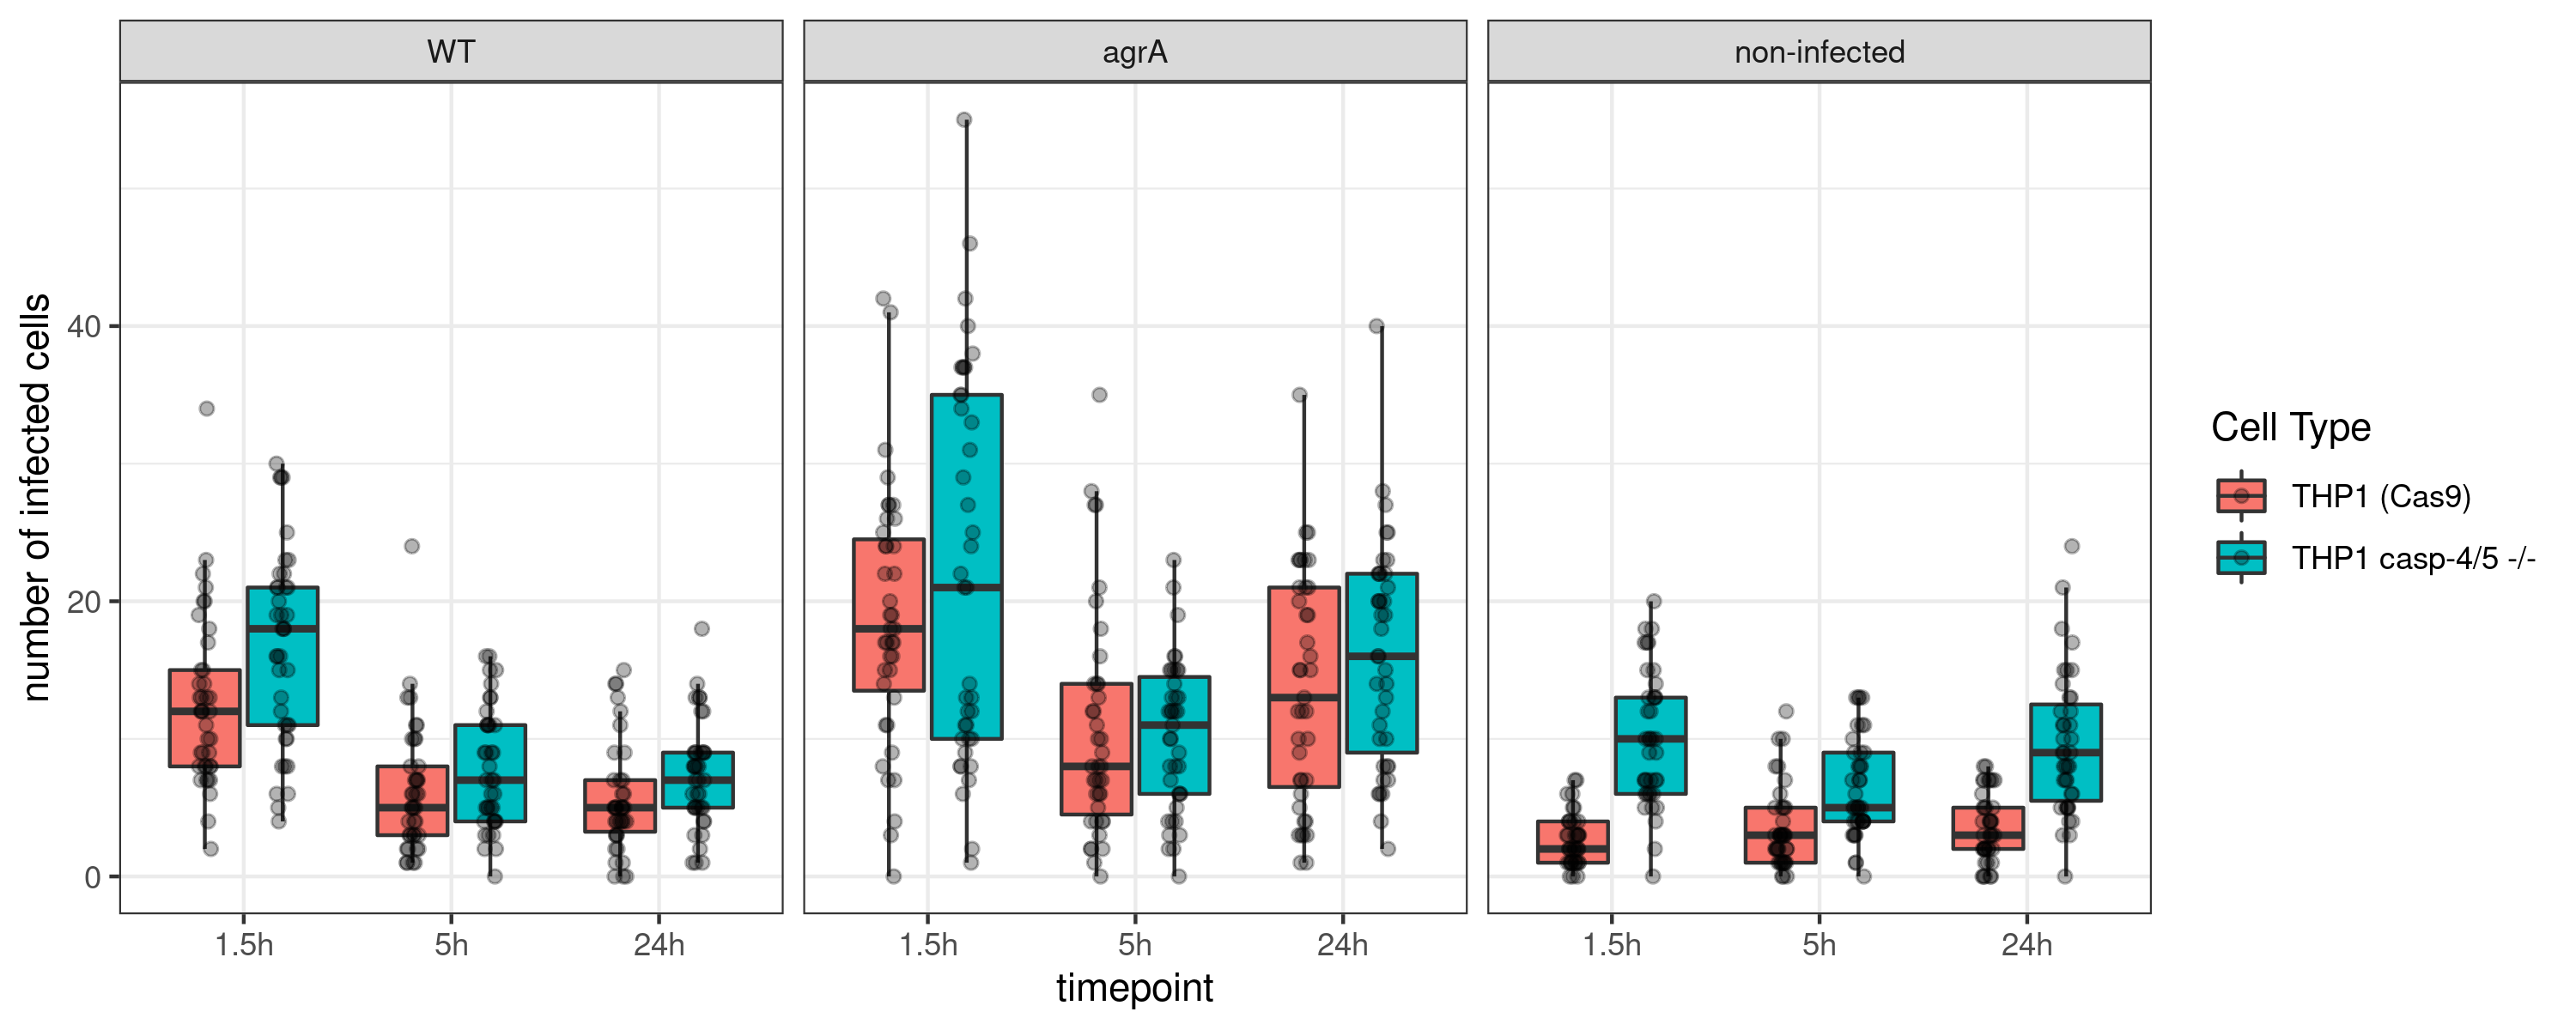 WT
agrA
non-infected
number of infected cells
40
20
0
1.5h
5h
24h
1.5h
5h
24h
1.5h
5h
24h
timepoint
Cell Type
THP1 (Cas9)
THP1 casp-4/5 -/-